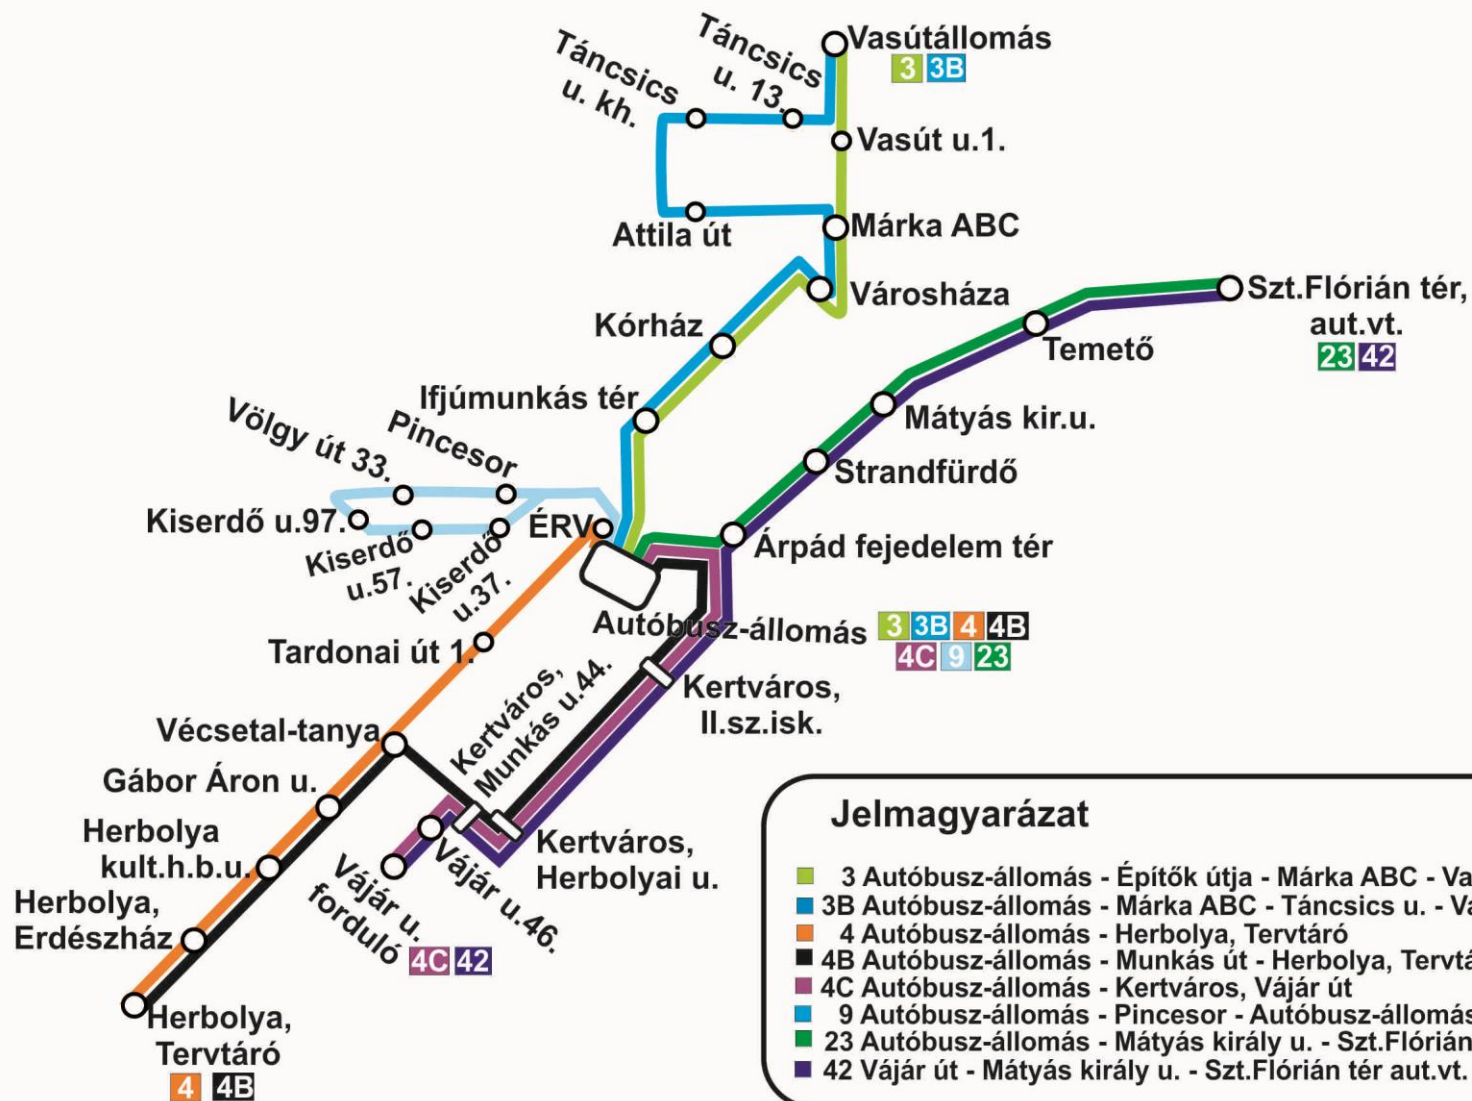 Vasútállomás
3 3B
Táncsics
u. 13.
Táncsics
u. kh.
Vasút u.1.
Attila út
Márka ABC
Városháza
Szt.Flórián tér,
aut.vt.
23 42
Kórház
Temető
Ifjúmunkás tér
Mátyás kir.u.
Völgy út 33.
Pincesor
Strandfürdő
Kiserdő u.97.
ÉRV
Kiserdő
u.57.
Kiserdő
u.37.
Árpád fejedelem tér
Autóbusz-állomás 3 3B 4 4B
4C 9 23
Tardonai út 1.
Kertváros,
II.sz.isk.
Kertváros,
Munkás u.44.
Vécsetal-tanya
Gábor Áron u.
Herbolya
kult.h.b.u.
Kertváros,
Herbolyai u.
Vájár u.46.
Vájár u.
forduló
4C 42
Herbolya,
Erdészház
Herbolya,
Tervtáró
4 4B
Jelmagyarázat
3 Autóbusz-állomás - Építők útja - Márka ABC - Va
3B Autóbusz-állomás - Márka ABC - Táncsics u. - Va
4 Autóbusz-állomás - Herbolya, Tervtáró
4B Autóbusz-állomás - Munkás út - Herbolya, Tervtá
4C Autóbusz-állomás - Kertváros, Vájár út
9 Autóbusz-állomás - Pincesor - Autóbusz-állomás
23 Autóbusz-állomás - Mátyás király u. - Szt.Flórián
42 Vájár út - Mátyás király u. - Szt.Flórián tér aut.vt.